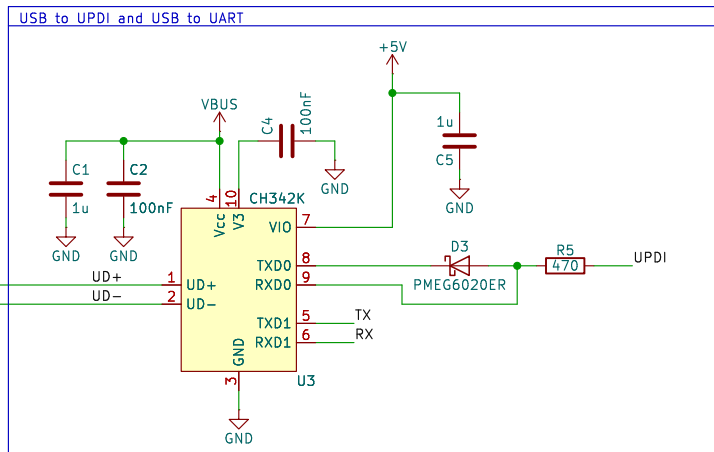 USB to UPDI and USB to UART
+5V
VBUS
C4
100nF
1u
C5
GND
C1
1u
GND
C2
100nF
GND
GND
CH342K
4
10
Vcc
V3
VIO
7
TXD0
8
RXD0
9
D3
PMEG6020ER
R5
470
UPDI
UD+
1
UD+
UD-
2
UD-
TXD1
5
TX
RXD1
6
RX
GND
3
U3
GND